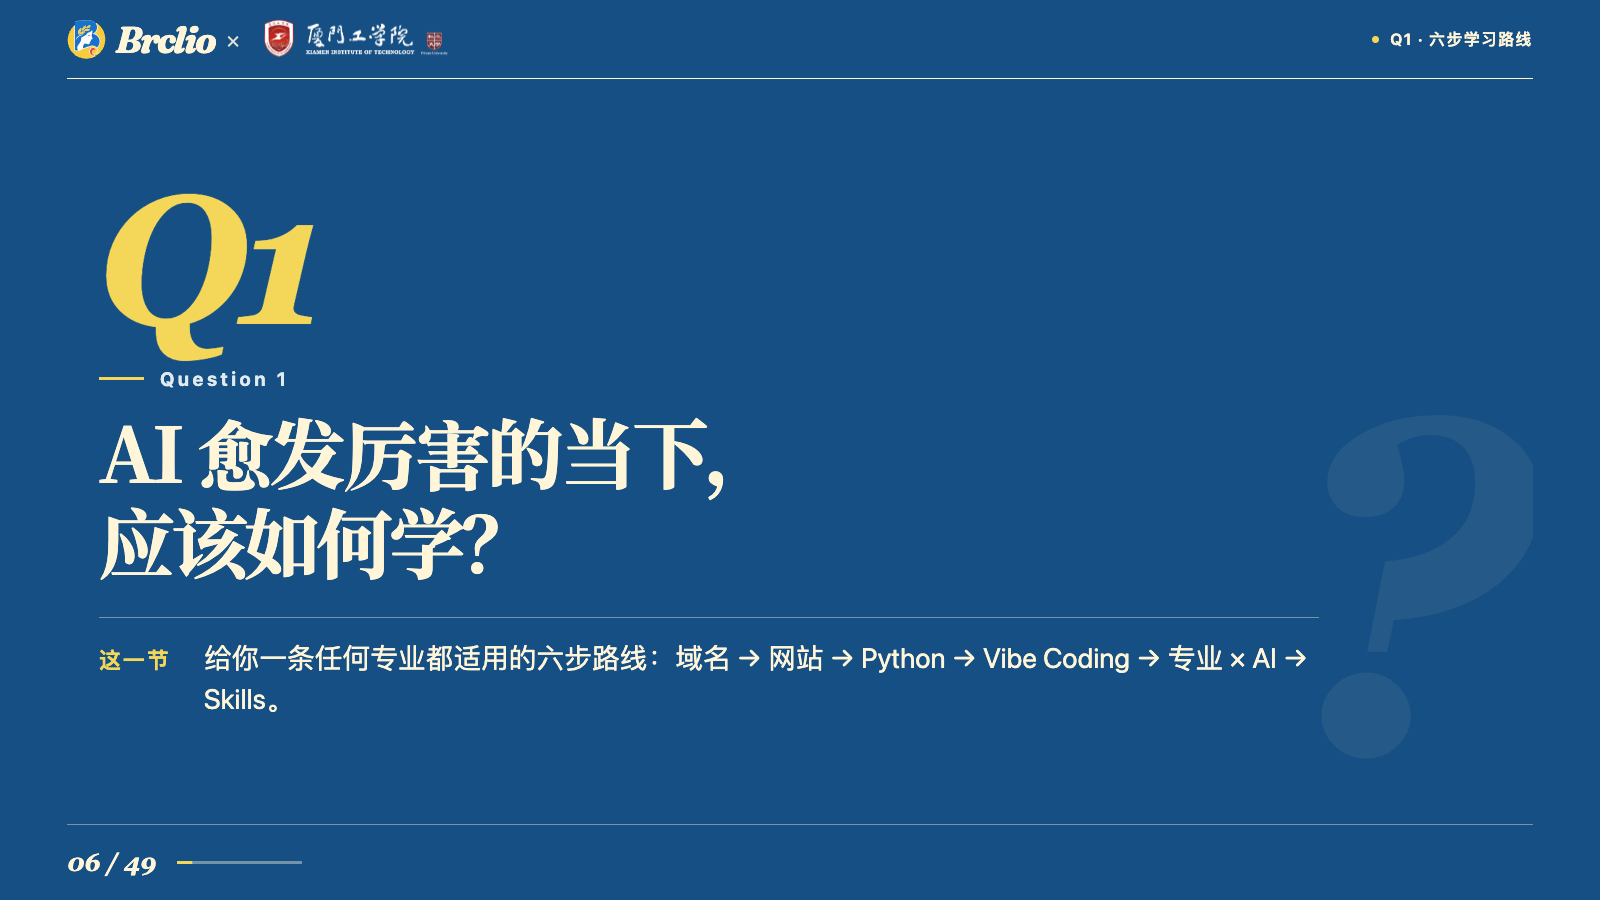 Brclio × 厦门工学院
XIAMEN INSTITUTE OF TECHNOLOGY
Q1 · 六步学习路线
Q1
Question 1
AI 愈发厉害的当下，
应该如何学？
?
这一节 给你一条任何专业都适用的六步路线：域名 → 网站 → Python → Vibe Coding → 专业 × AI →
Skills。
06 / 49